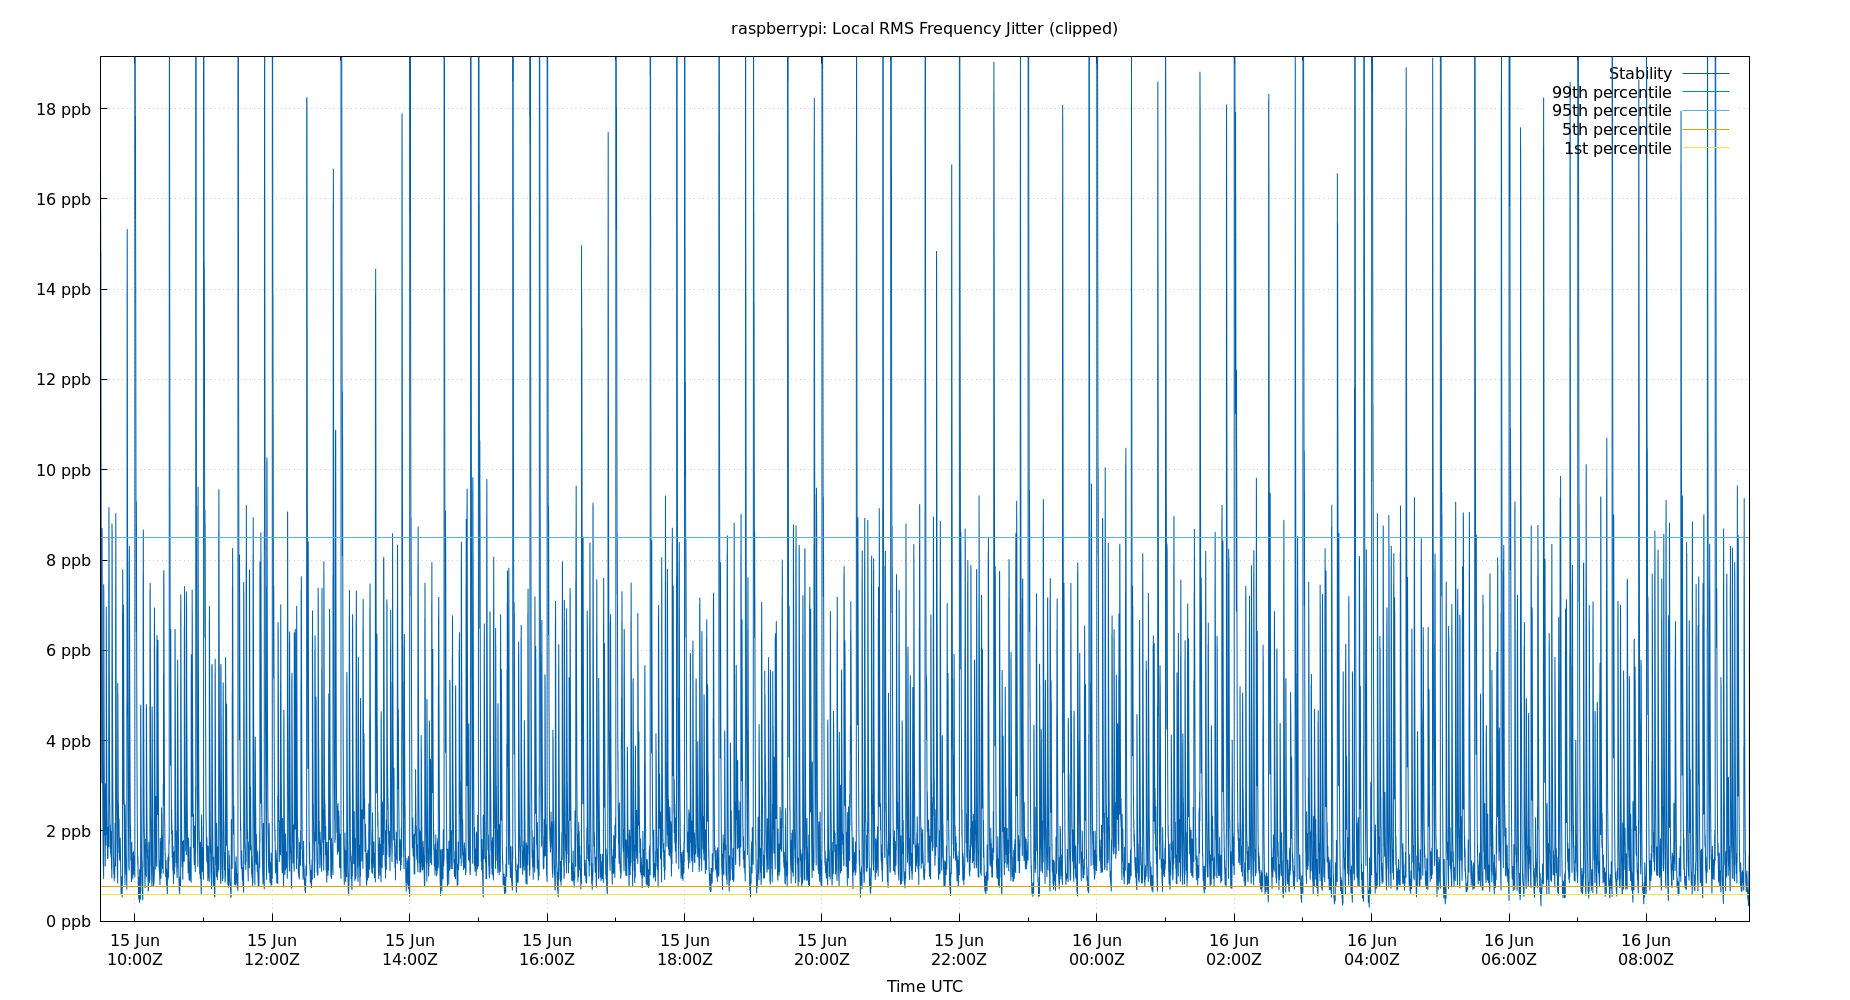 raspberrypi: Local RMS Frequency Jitter (clipped)
Stability
99th percentile
95th percentile
5th percentile
1st percentile
18 ppb
16 ppb
14 ppb
12 ppb
10 ppb
8 ppb
6 ppb
4 ppb
2 ppb
0 ppb
15 Jun 15 Jun 15 Jun 15 Jun 15 Jun 15 Jun 15 Jun 16 Jun 16 Jun 16 Jun 16 Jun 16 Jun
10:00Z 12:00Z 14:00Z 16:00Z 18:00Z 20:00Z 22:00Z 00:00Z 02:00Z 04:00Z 06:00Z 08:00Z
Time UTC